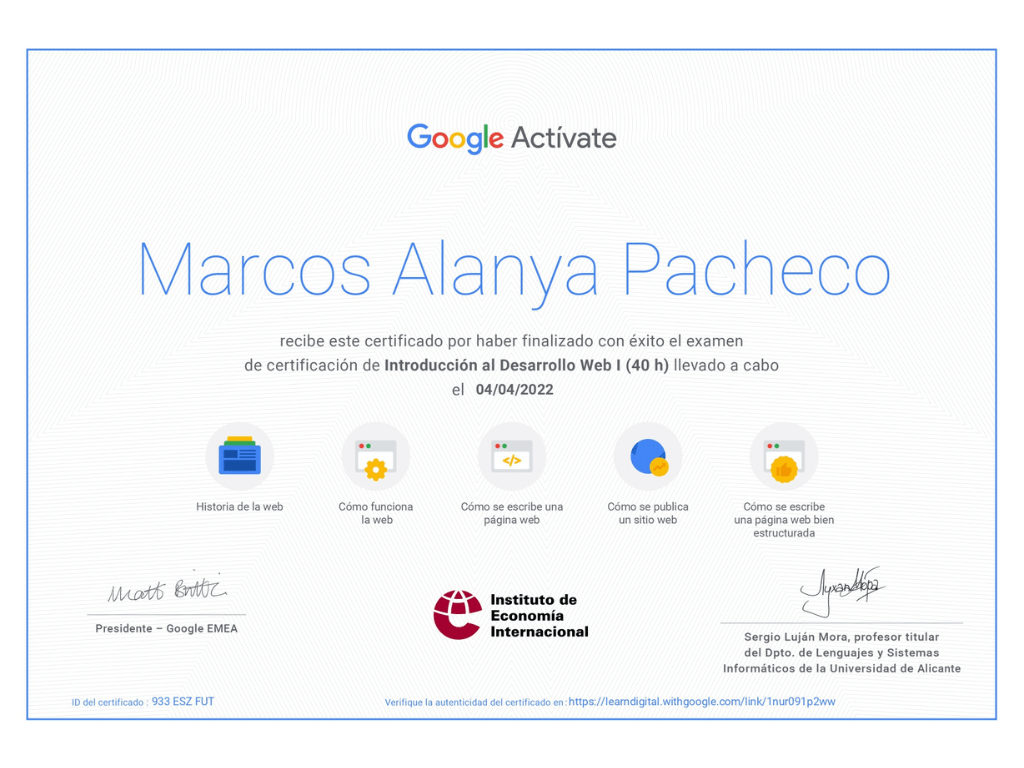 Google Actívate
Marcos Alanya Pacheco
recibe este certificado por haber finalizado con éxito el examen
de certificación de Introducción al Desarrollo Web I (40 h) llevado a cabo
el 04/04/2022
Historia de la web
Cómo funciona
la web
</>
Cómo se escribe una
página web
Cómo se publica
un sitio web
Cómo se escribe
una página web bien
estructurada
Matt Brittin
Presidente – Google EMEA
Instituto de
Economía
Internacional
Sergio Luján Mora, profesor titular
del Dpto. de Lenguajes y Sistemas
Informáticos de la Universidad de Alicante
ID del certificado : 933 ESZ FUT
Verifique la autenticidad del certificado en: https://learndigital.withgoogle.com/link/1nur091p2ww